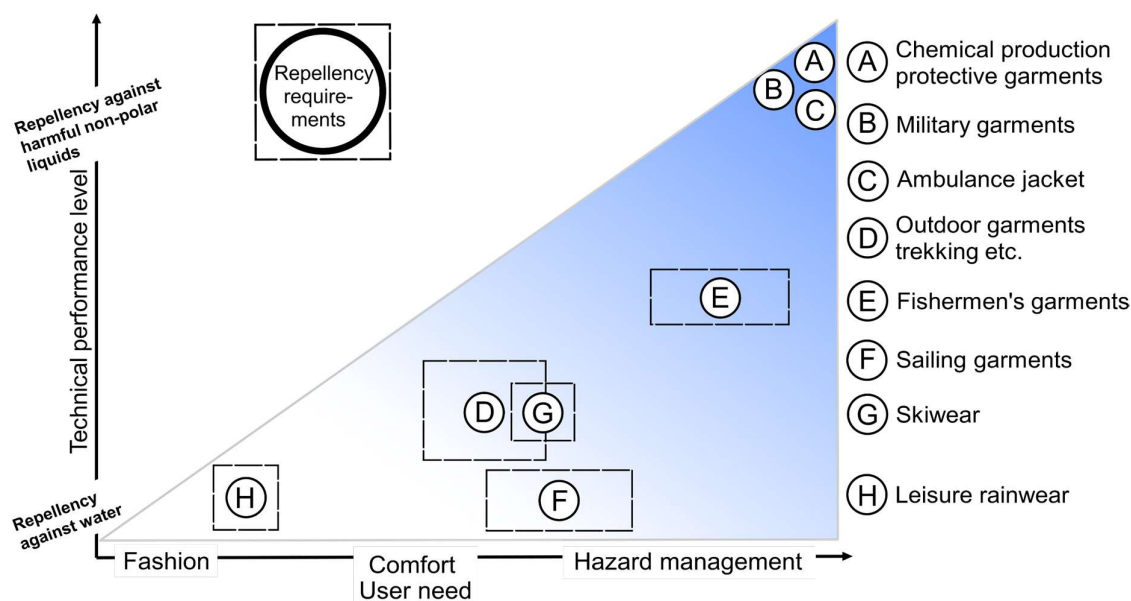 Repellency against
harmful non-polar
liquids
Technical performance level
Repellency
against water
Repellency
require-
ments
A
B
C
E
D
G
H
F
Fashion
Comfort
User need
Hazard management
A Chemical production
protective garments
B Military garments
C Ambulance jacket
D Outdoor garments
trekking etc.
E Fishermen's garments
F Sailing garments
G Skiwear
H Leisure rainwear